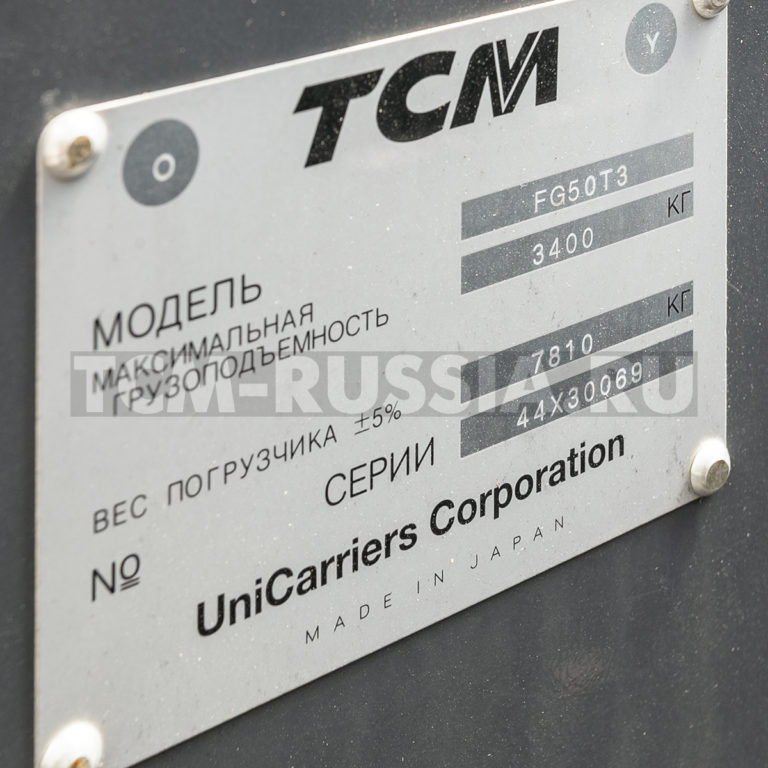 TCM
O
Y
МОДЕЛЬ FG50T3
МАКСИМАЛЬНАЯ
ГРУЗОПОДЪЕМНОСТЬ 3400 КГ
ВЕС ПОГРУЗЧИКА ±5% 7810 КГ
№ СЕРИИ 44X30069
UniCarriers Corporation
MADE IN JAPAN
TCM-RUSSIA.RU